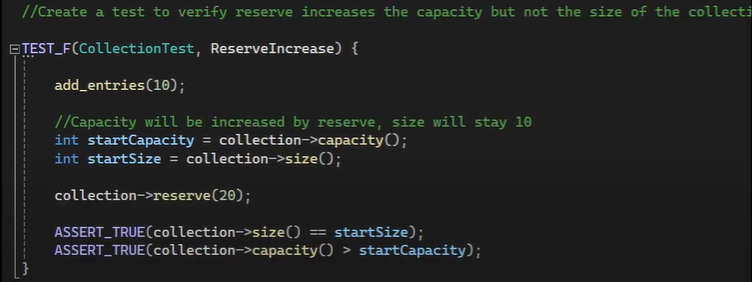 //Create a test to verify reserve increases the capacity but not the size of the
TEST_F(CollectionTest, ReserveIncrease) {
add_entries(10);
//Capacity will be increased by reserve, size will stay 10
int startCapacity = collection->capacity();
int startSize = collection->size();
collection->reserve(20);
ASSERT_TRUE(collection->size() == startSize);
ASSERT_TRUE(collection->capacity() > startCapacity);
}